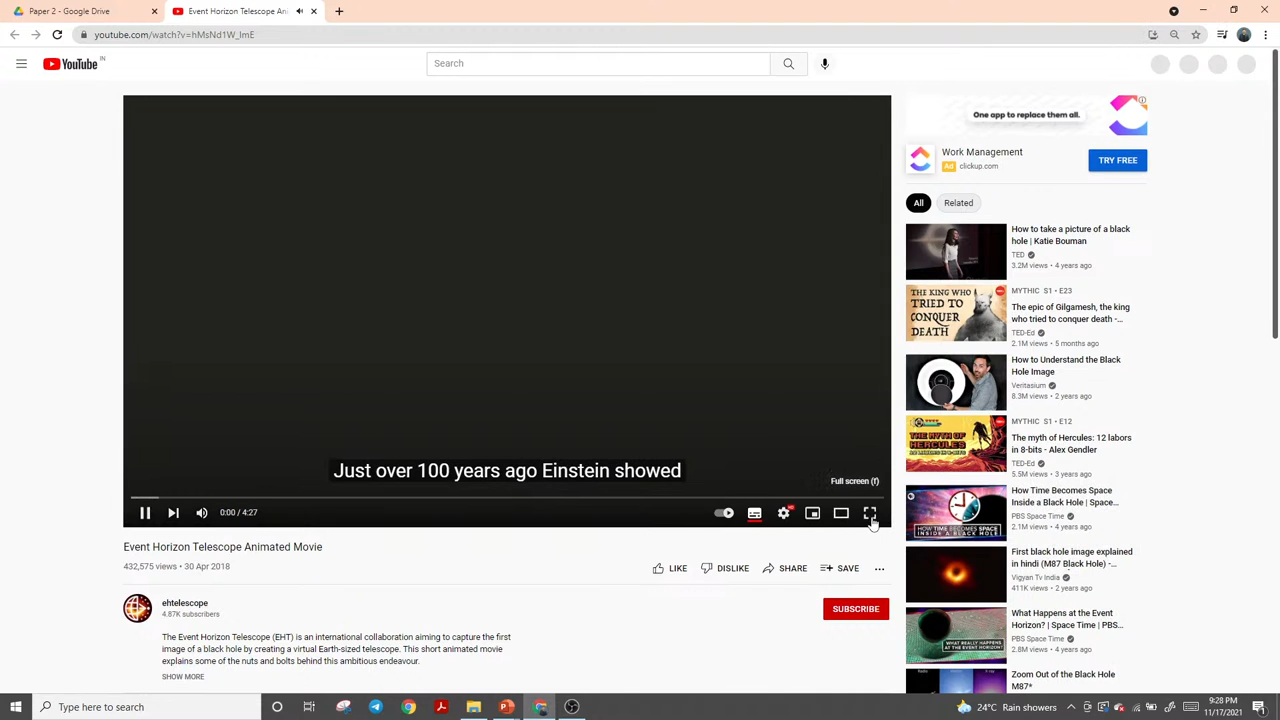 Paper 2 - Google Drive
Event Horizon Telescope Ani
youtube.com/watch?v=hMsNd1W_lmE
YouTube IN
Search
One app to replace them all.
Work Management
Ad clickup.com
TRY FREE
All
Related
Just over 100 years ago Einstein showed
Full screen (f)
0:00 / 4:27
Event Horizon Telescope Animated Movie
432,575 views • 30 Apr 2018
LIKE
DISLIKE
SHARE
SAVE
ehtelescope
4.87K subscribers
SUBSCRIBE
The Event Horizon Telescope (EHT) is an international collaboration aiming to capture the first
image of a black hole by creating a virtual Earth-sized telescope. This short animated movie
explains some of the nuts and bolts behind this ambitious endeavor.
SHOW MORE
How to take a picture of a black
hole | Katie Bouman
TED
3.2M views • 4 years ago
THE KING WHO
TRIED TO
CONQUER
DEATH
MYTHIC S1 • E23
The epic of Gilgamesh, the king
who tried to conquer death -...
TED-Ed
2.1M views • 5 months ago
How to Understand the Black
Hole Image
Veritasium
8.3M views • 2 years ago
THE MYTH OF
HERCULES
MYTHIC S1 • E12
The myth of Hercules: 12 labors
in 8-bits - Alex Gendler
TED-Ed
5.5M views • 3 years ago
HOW TIME BECOMES SPACE
INSIDE A BLACK HOLE
How Time Becomes Space
Inside a Black Hole | Space...
PBS Space Time
2.1M views • 4 years ago
First black hole image explained
in hindi (M87 Black Hole) -...
Vigyan Tv India
411K views • 2 years ago
WHAT REALLY HAPPENS
AT THE EVENT HORIZON?
What Happens at the Event
Horizon? | Space Time | PBS...
PBS Space Time
2.8M views • 4 years ago
Zoom Out of the Black Hole
M87*
Type here to search
24°C Rain showers
ENG
9:28 PM
11/17/2021